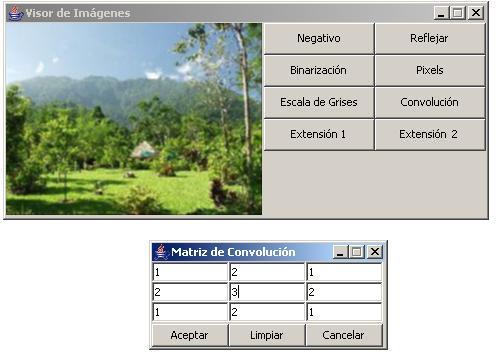 Visor de Imágenes
Negativo Reflejar
Binarización Pixels
Escala de Grises Convolución
Extensión 1 Extensión 2
Matriz de Convolución
1 2 1
2 3 2
1 2 1
Aceptar Limpiar Cancelar